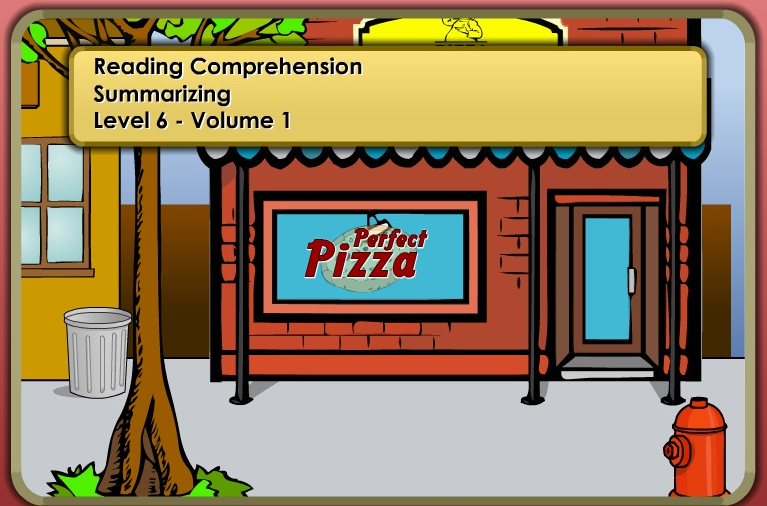 Reading Comprehension
Summarizing
Level 6 - Volume 1
Perfect
Pizza